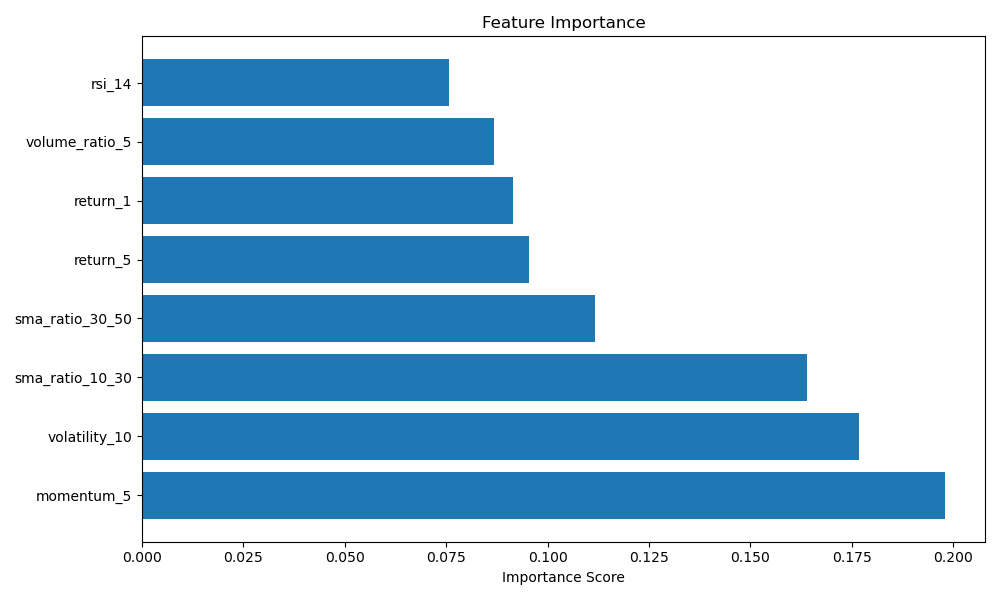 Feature Importance
rsi_14
volume_ratio_5
return_1
return_5
sma_ratio_30_50
sma_ratio_10_30
volatility_10
momentum_5
0.000 0.025 0.050 0.075 0.100 0.125 0.150 0.175 0.200
Importance Score